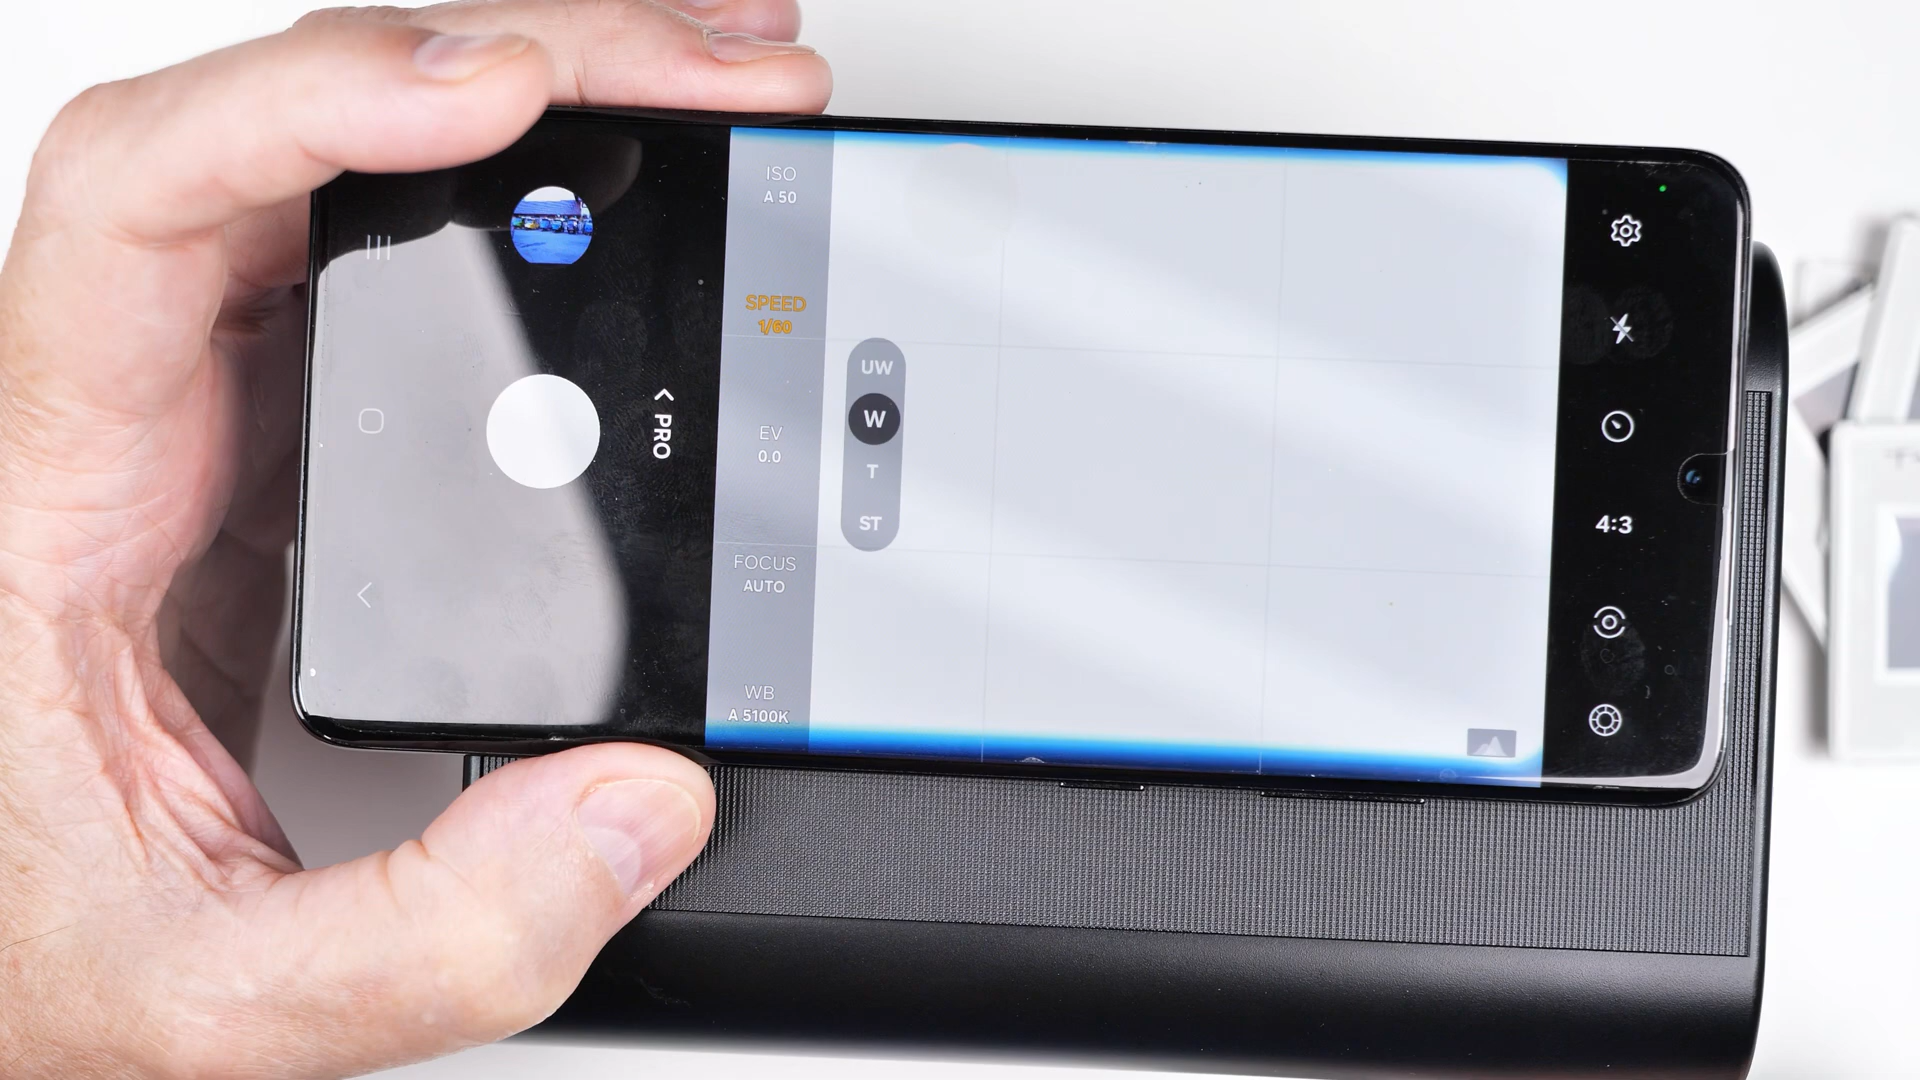 ISO
A 50
SPEED
1/60
EV
0.0
FOCUS
AUTO
WB
A 5100K
PRO
UW
W
T
ST
4:3